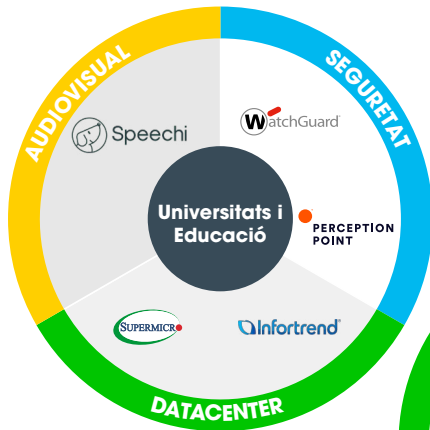 AUDIOVISUAL
SEGURETAT
Speechi
WatchGuard
Universitats i
Educació
PERCEPTION
POINT
SUPERMICRO
Infortrend
DATACENTER